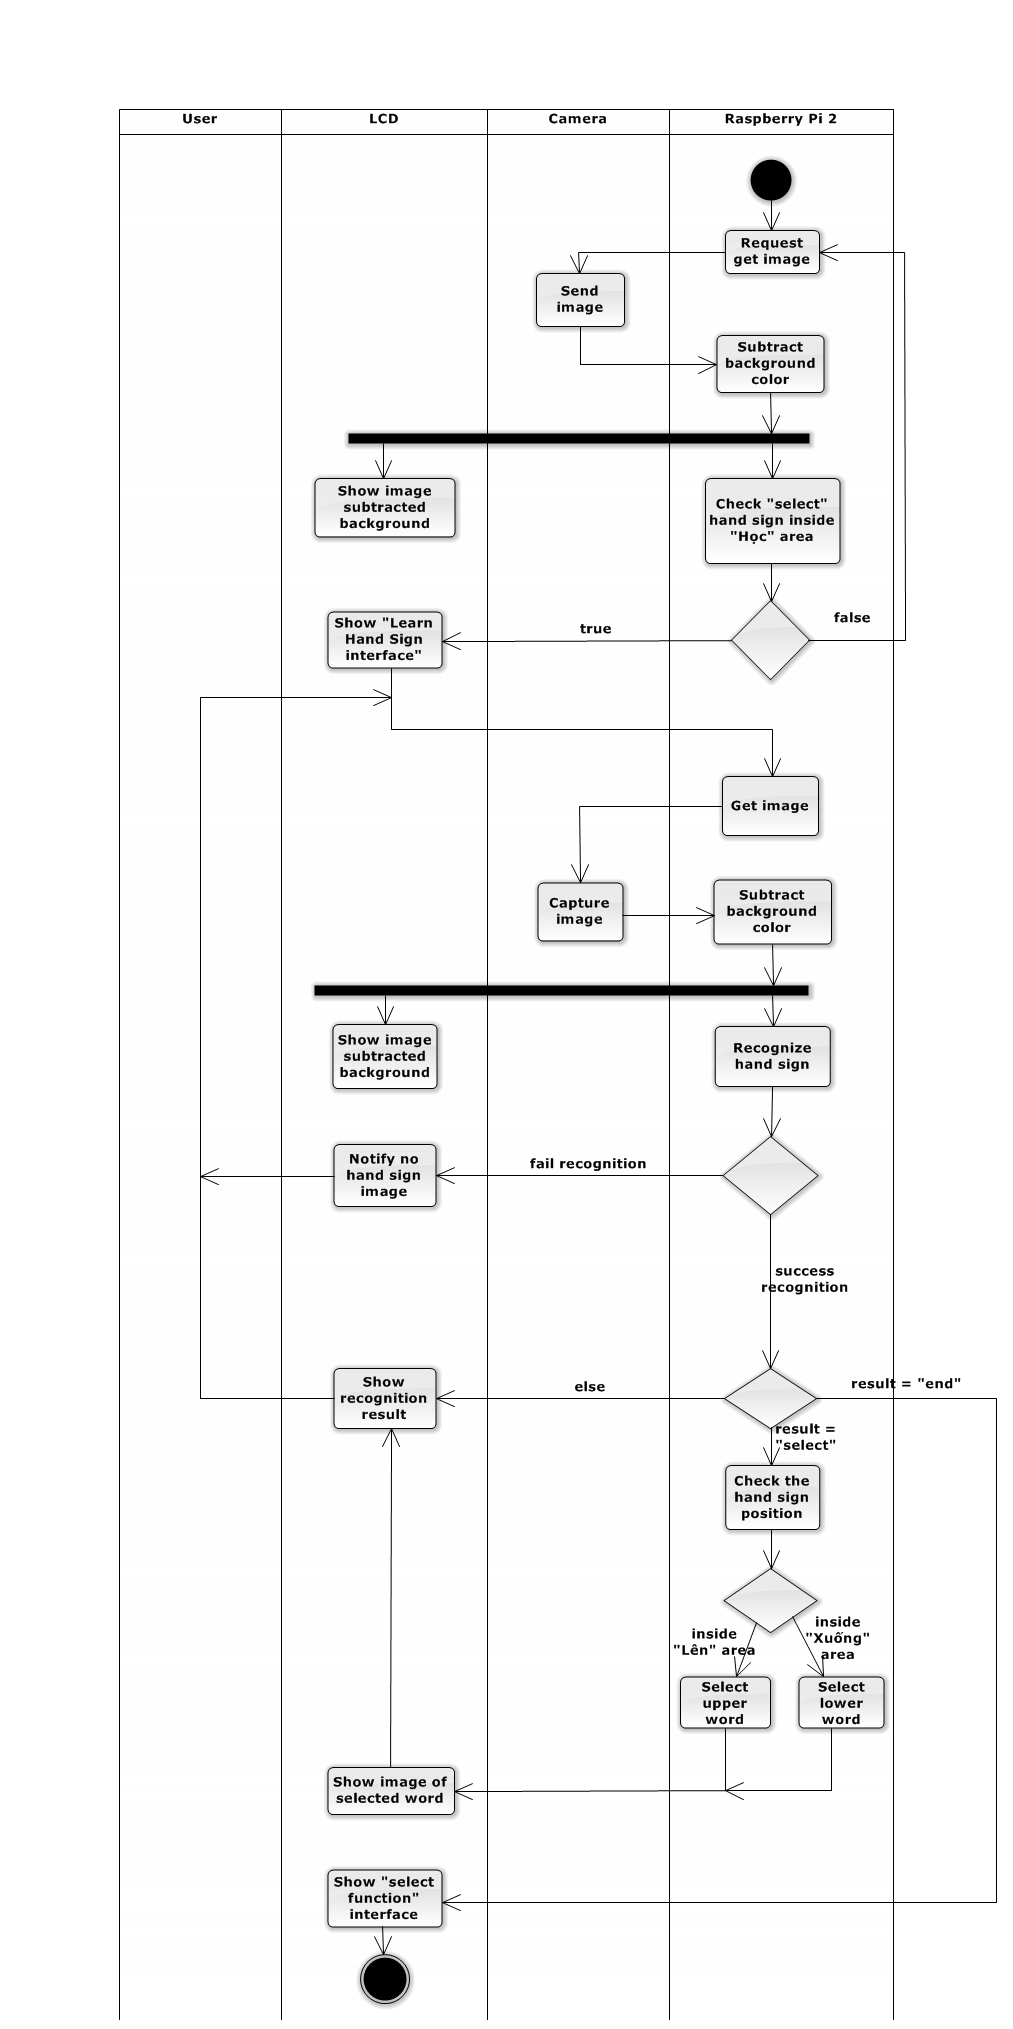 User
LCD
Camera
Raspberry Pi 2
Request
get image
Send
image
Subtract
background
color
Show image
subtracted
background
Check "select"
hand sign inside
"Học" area
false
true
Show "Learn
Hand Sign
interface"
Get image
Capture
image
Subtract
background
color
Show image
subtracted
background
Recognize
hand sign
Notify no
hand sign
image
fail recognition
success
recognition
Show
recognition
result
else
result = "end"
result =
"select"
Check the
hand sign
position
inside
"Lên" area
inside
"Xuống"
area
Select
upper
word
Select
lower
word
Show image of
selected word
Show "select
function"
interface